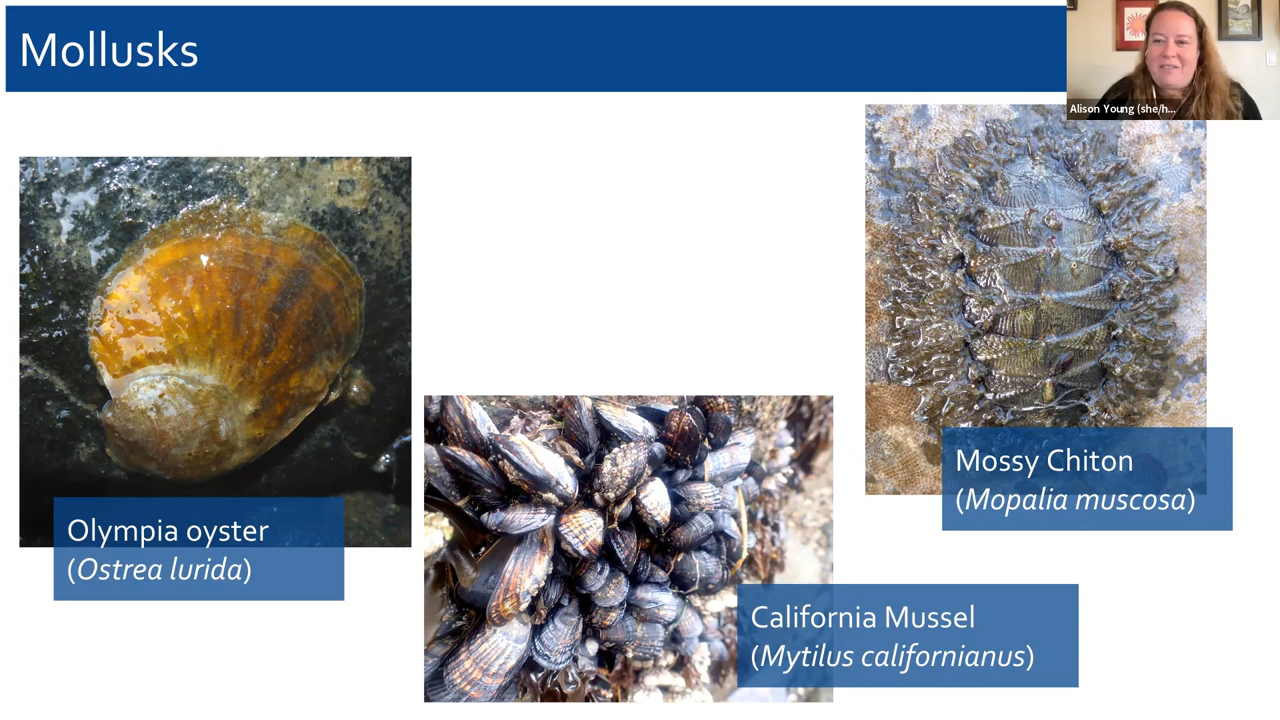 Mollusks
Alison Young (she/h...
Olympia oyster
(Ostrea lurida)
California Mussel
(Mytilus californianus)
Mossy Chiton
(Mopalia muscosa)